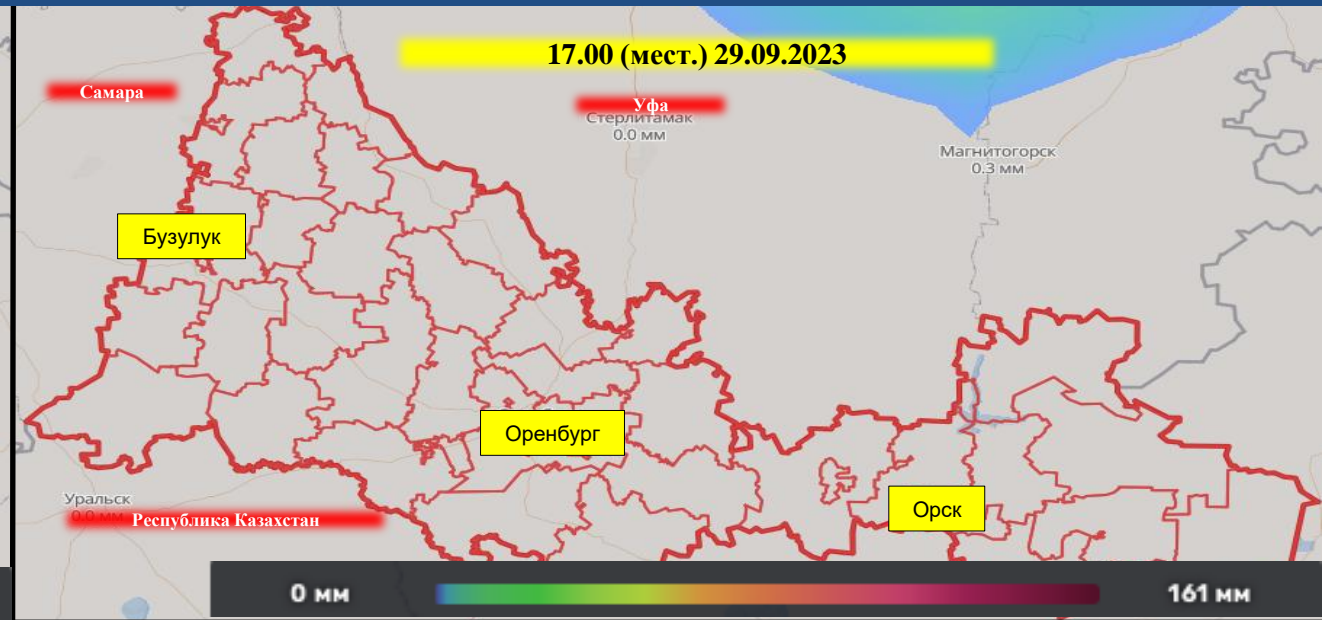 17.00 (мест.) 29.09.2023
Самара
Уфа
Стерлитамак
0.0 мм
Магнитогорск
0.3 мм
Бузулук
Оренбург
Уральск
0.0 мм
Республика Казахстан
Орск
0 мм
161 мм